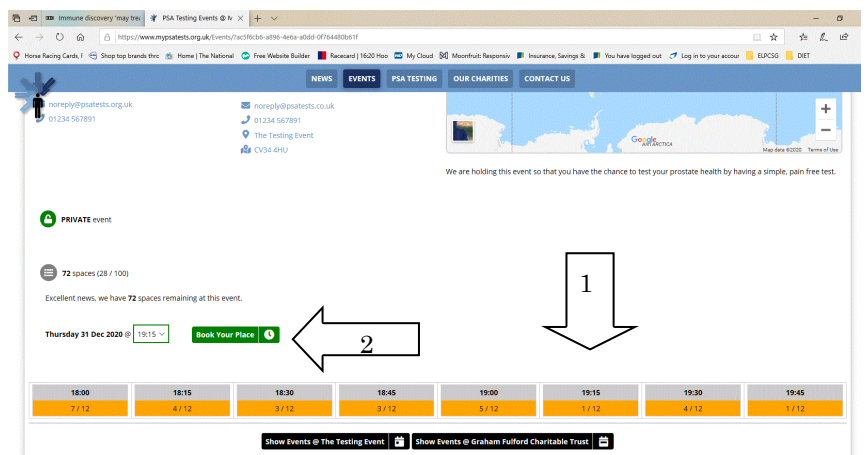 Immune discovery 'may trea
PSA Testing Events @ M
https://www.mypsatests.org.uk/Events/7ac5f6cb6-a896-4e6a-a0dd-0f764480b61f
Horse Racing Cards, F
Shop top brands thro
Home | The National
Free Website Builder
Racecard | 16:20 Hoo
My Cloud
Moonfruit: Responsiv
Insurance, Savings &
You have logged out
Log in to your accour
ELPCSG
DIET
NEWS EVENTS PSA TESTING OUR CHARITIES CONTACT US
noreply@psatests.org.uk
01234 567891
noreply@psatests.co.uk
01234 567891
The Testing Event
CV34 4HU
Google
ANTARCTICA
Map data ©2020 Terms of Use
We are holding this event so that you have the chance to test your prostate health by having a simple, pain free test.
PRIVATE event
72 spaces (28 / 100)
Excellent news, we have 72 spaces remaining at this event.
1
Thursday 31 Dec 2020 @ 19:15 Book Your Place
2
18:00 18:15 18:30 18:45 19:00 19:15 19:30 19:45
7 / 12 4 / 12 3 / 12 3 / 12 5 / 12 1 / 12 4 / 12 1 / 12
Show Events @ The Testing Event Show Events @ Graham Fulford Charitable Trust